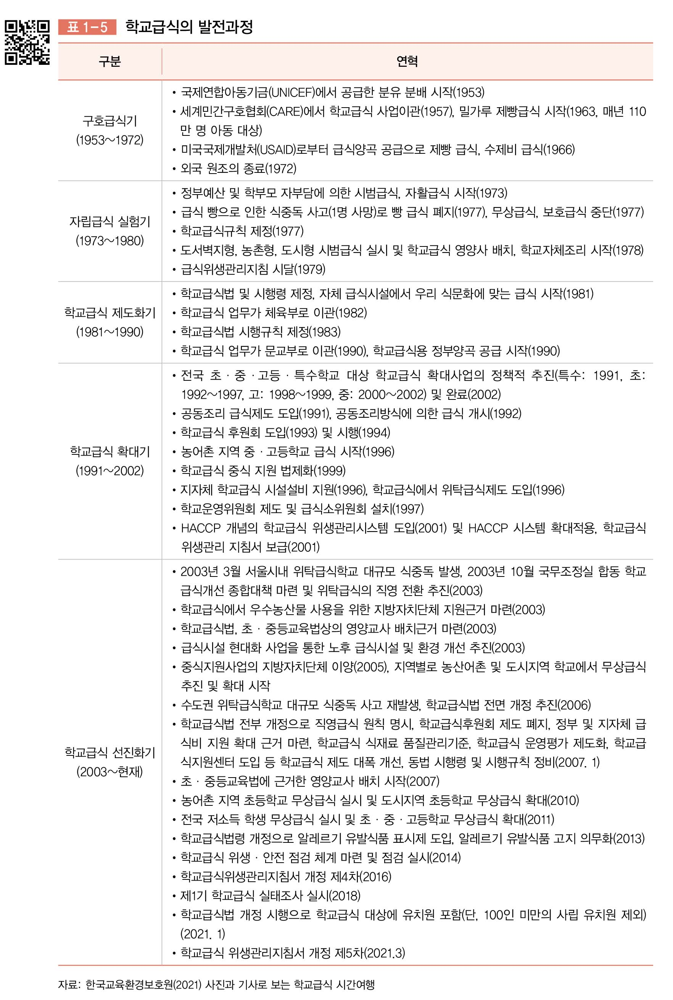 표 1-5 학교급식의 발전과정
구분 연혁
구호급식기
(1953~1972)
• 국제연합아동기금(UNICEF)에서 공급한 분유 분배 시작(1953)
• 세계민간구호협회(CARE)에서 학교급식 사업이관(1957), 밀가루 제빵급식 시작(1963, 매년 110
만 명 아동 대상)
• 미국국제개발처(USAID)로부터 급식양곡 공급으로 제빵 급식, 수제비 급식(1966)
• 외국 원조의 종료(1972)
자립급식 실험기
(1973~1980)
• 정부예산 및 학부모 자부담에 의한 시범급식, 자활급식 시작(1973)
• 급식 빵으로 인한 식중독 사고(1명 사망)로 빵 급식 폐지(1977), 무상급식, 보호급식 중단(1977)
• 학교급식규칙 제정(1977)
• 도서벽지형, 농촌형, 도시형 시범급식 실시 및 학교급식 영양사 배치, 학교자체조리 시작(1978)
• 급식위생관리지침 시달(1979)
학교급식 제도화기
(1981~1990)
• 학교급식법 및 시행령 제정, 자체 급식시설에서 우리 식문화에 맞는 급식 시작(1981)
• 학교급식 업무가 체육부로 이관(1982)
• 학교급식법 시행규칙 제정(1983)
• 학교급식 업무가 문교부로 이관(1990), 학교급식용 정부양곡 공급 시작(1990)
학교급식 확대기
(1991~2002)
• 전국 초 · 중 · 고등 · 특수학교 대상 학교급식 확대사업의 정책적 추진(특수: 1991, 초:
1992~1997, 고: 1998~1999, 중: 2000~2002) 및 완료(2002)
• 공동조리 급식제도 도입(1991), 공동조리방식에 의한 급식 개시(1992)
• 학교급식 후원회 도입(1993) 및 시행(1994)
• 농어촌 지역 중 · 고등학교 급식 시작(1996)
• 학교급식 중식 지원 법제화(1999)
• 지자체 학교급식 시설설비 지원(1996), 학교급식에서 위탁급식제도 도입(1996)
• 학교운영위원회 제도 및 급식소위원회 설치(1997)
• HACCP 개념의 학교급식 위생관리시스템 도입(2001) 및 HACCP 시스템 확대적용, 학교급식
위생관리 지침서 보급(2001)
학교급식 선진화기
(2003~현재)
• 2003년 3월 서울시내 위탁급식학교 대규모 식중독 발생, 2003년 10월 국무조정실 합동 학교
급식개선 종합대책 마련 및 위탁급식의 직영 전환 추진(2003)
• 학교급식에서 우수농산물 사용을 위한 지방자치단체 지원근거 마련(2003)
• 학교급식법, 초 · 중등교육법상의 영양교사 배치근거 마련(2003)
• 급식시설 현대화 사업을 통한 노후 급식시설 및 환경 개선 추진(2003)
• 중식지원사업의 지방자치단체 이양(2005), 지역별로 농산어촌 및 도시지역 학교에서 무상급식
추진 및 확대 시작
• 수도권 위탁급식학교 대규모 식중독 사고 재발생, 학교급식법 전면 개정 추진(2006)
• 학교급식법 전부 개정으로 직영급식 원칙 명시, 학교급식후원회 제도 폐지, 정부 및 지자체 급
식비 지원 확대 근거 마련, 학교급식 식재료 품질관리기준, 학교급식 운영평가 제도화, 학교급
식지원센터 도입 등 학교급식 제도 대폭 개선, 동법 시행령 및 시행규칙 정비(2007. 1)
• 초 · 중등교육법에 근거한 영양교사 배치 시작(2007)
• 농어촌 지역 초등학교 무상급식 실시 및 도시지역 초등학교 무상급식 확대(2010)
• 전국 저소득 학생 무상급식 실시 및 초 · 중 · 고등학교 무상급식 확대(2011)
• 학교급식법령 개정으로 알레르기 유발식품 표시제 도입, 알레르기 유발식품 고지 의무화(2013)
• 학교급식 위생 · 안전 점검 체계 마련 및 점검 실시(2014)
• 학교급식위생관리지침서 개정 제4차(2016)
• 제1기 학교급식 실태조사 실시(2018)
• 학교급식법 개정 시행으로 학교급식 대상에 유치원 포함(단, 100인 미만의 사립 유치원 제외)
(2021. 1)
• 학교급식 위생관리지침서 개정 제5차(2021.3)
자료: 한국교육환경보호원(2021) 사진과 기사로 보는 학교급식 시간여행